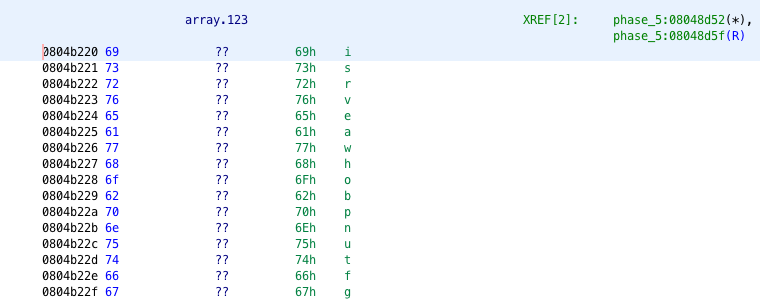 array.123 XREF[2]: phase_5:08048d52(*),
phase_5:08048d5f(R)
0804b220 69 ?? 69h i
0804b221 73 ?? 73h s
0804b222 72 ?? 72h r
0804b223 76 ?? 76h v
0804b224 65 ?? 65h e
0804b225 61 ?? 61h a
0804b226 77 ?? 77h w
0804b227 68 ?? 68h h
0804b228 6f ?? 6Fh o
0804b229 62 ?? 62h b
0804b22a 70 ?? 70h p
0804b22b 6e ?? 6Eh n
0804b22c 75 ?? 75h u
0804b22d 74 ?? 74h t
0804b22e 66 ?? 66h f
0804b22f 67 ?? 67h g